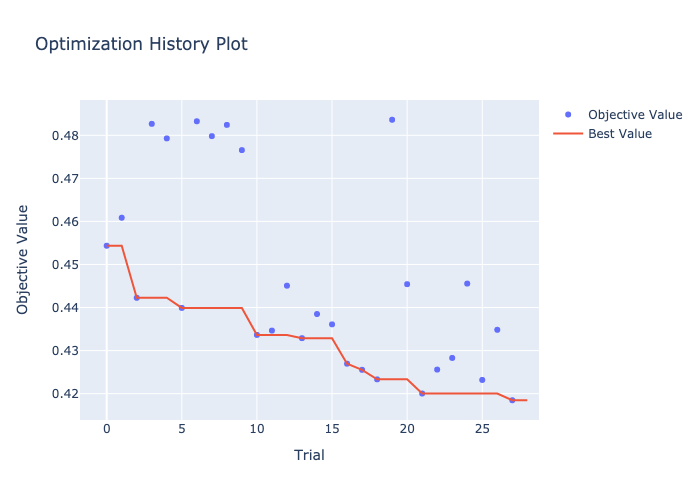 Optimization History Plot
Objective Value
Best Value
0.48
0.47
0.46
0.45
0.44
0.43
0.42
Objective Value
0 5 10 15 20 25
Trial